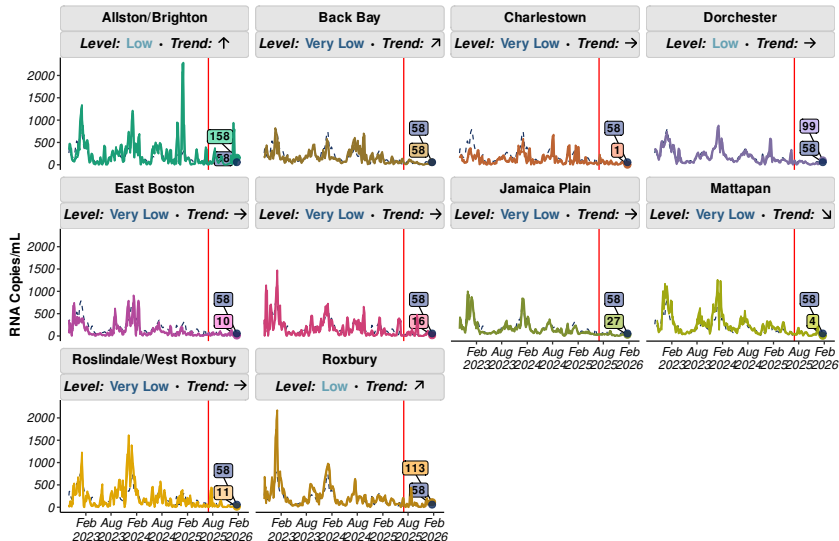 Allston/Brighton
Level: Low · Trend: ↑
Back Bay
Level: Very Low · Trend: ↗
Charlestown
Level: Very Low · Trend: →
Dorchester
Level: Low · Trend: →
2000
1500
1000
500
0
158
58
58
58
58
1
99
58
East Boston
Level: Very Low · Trend: →
Hyde Park
Level: Very Low · Trend: →
Jamaica Plain
Level: Very Low · Trend: →
Mattapan
Level: Very Low · Trend: ↘
RNA Copies/mL
2000
1500
1000
500
0
58
10
58
16
58
27
58
4
Feb 2023 Aug 2023 Feb 2024 Aug 2024 Feb 2025 Aug 2025 Feb 2026
Feb 2023 Aug 2023 Feb 2024 Aug 2024 Feb 2025 Aug 2025 Feb 2026
Roslindale/West Roxbury
Level: Very Low · Trend: →
Roxbury
Level: Low · Trend: ↗
2000
1500
1000
500
0
58
11
113
58
Feb 2023 Aug 2023 Feb 2024 Aug 2024 Feb 2025 Aug 2025 Feb 2026
Feb 2023 Aug 2023 Feb 2024 Aug 2024 Feb 2025 Aug 2025 Feb 2026